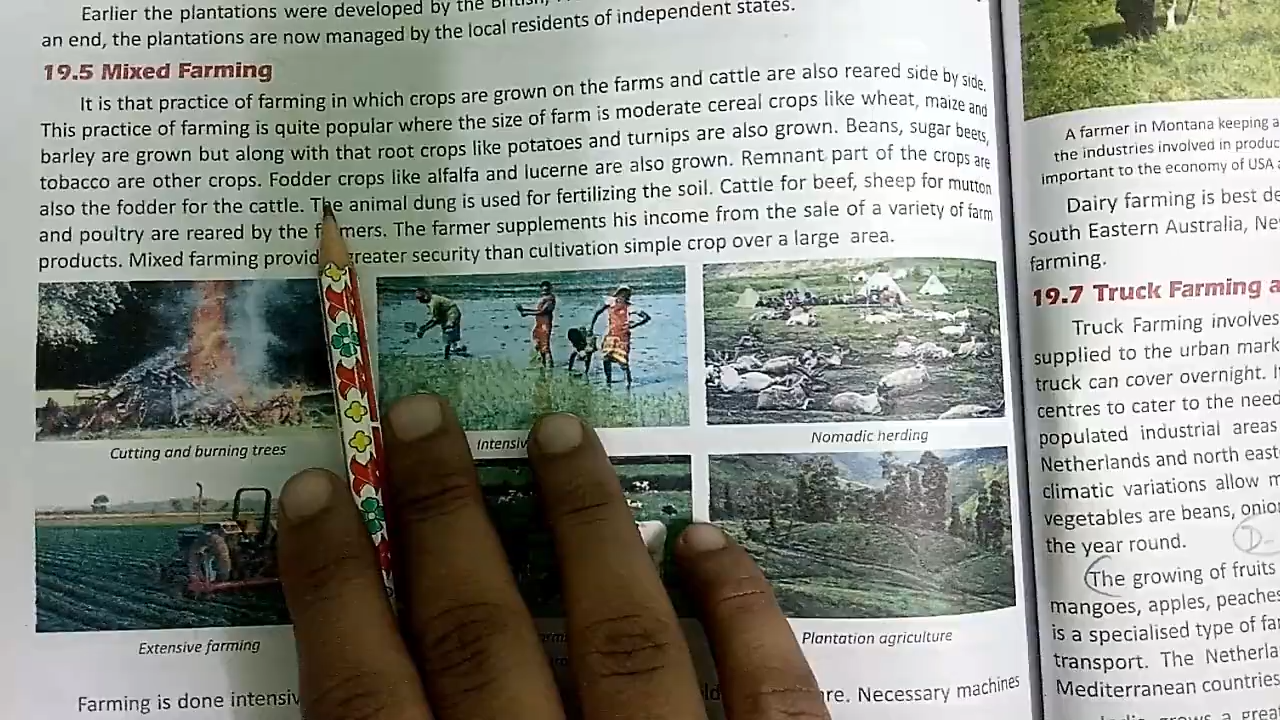 Earlier the plantations were developed by the British,
an end, the plantations are now managed by the local residents of independent states.
19.5 Mixed Farming
It is that practice of farming in which crops are grown on the farms and cattle are also reared side by side.
This practice of farming is quite popular where the size of farm is moderate cereal crops like wheat, maize and
barley are grown but along with that root crops like potatoes and turnips are also grown. Beans, sugar beets,
tobacco are other crops. Fodder crops like alfalfa and lucerne are also grown. Remnant part of the crops are
also the fodder for the cattle. The animal dung is used for fertilizing the soil. Cattle for beef, sheep for mutton
and poultry are reared by the f mers. The farmer supplements his income from the sale of a variety of farm
products. Mixed farming provid greater security than cultivation simple crop over a large area.
Cutting and burning trees
Intensiv
Nomadic herding
Extensive farming
Plantation agriculture
Farming is done intensiv re. Necessary machines
A farmer in Montana keeping a
the industries involved in produc
important to the economy of USA
Dairy farming is best de
South Eastern Australia, Ne
farming.
19.7 Truck Farming a
Truck Farming involves
supplied to the urban mark
truck can cover overnight. I
centres to cater to the need
populated industrial areas
Netherlands and north east
climatic variations allow m
vegetables are beans, onio
the year round.
The growing of fruits
mangoes, apples, peaches
is a specialised type of fa
transport. The Netherla
Mediterranean countries